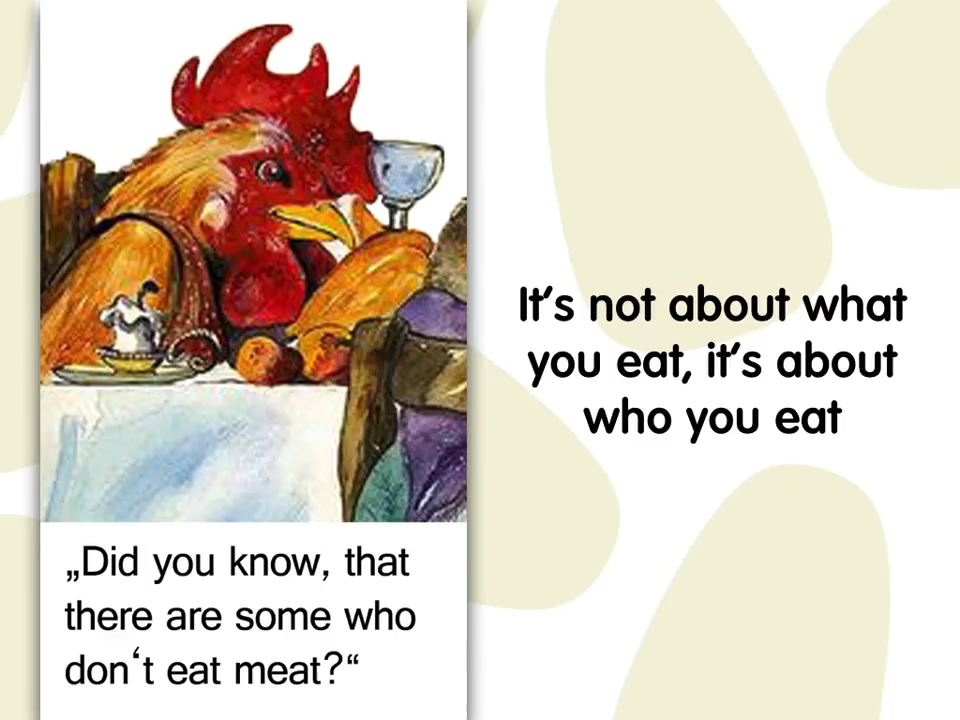 „Did you know, that
there are some who
don‘t eat meat?“
It's not about what
you eat, it's about
who you eat